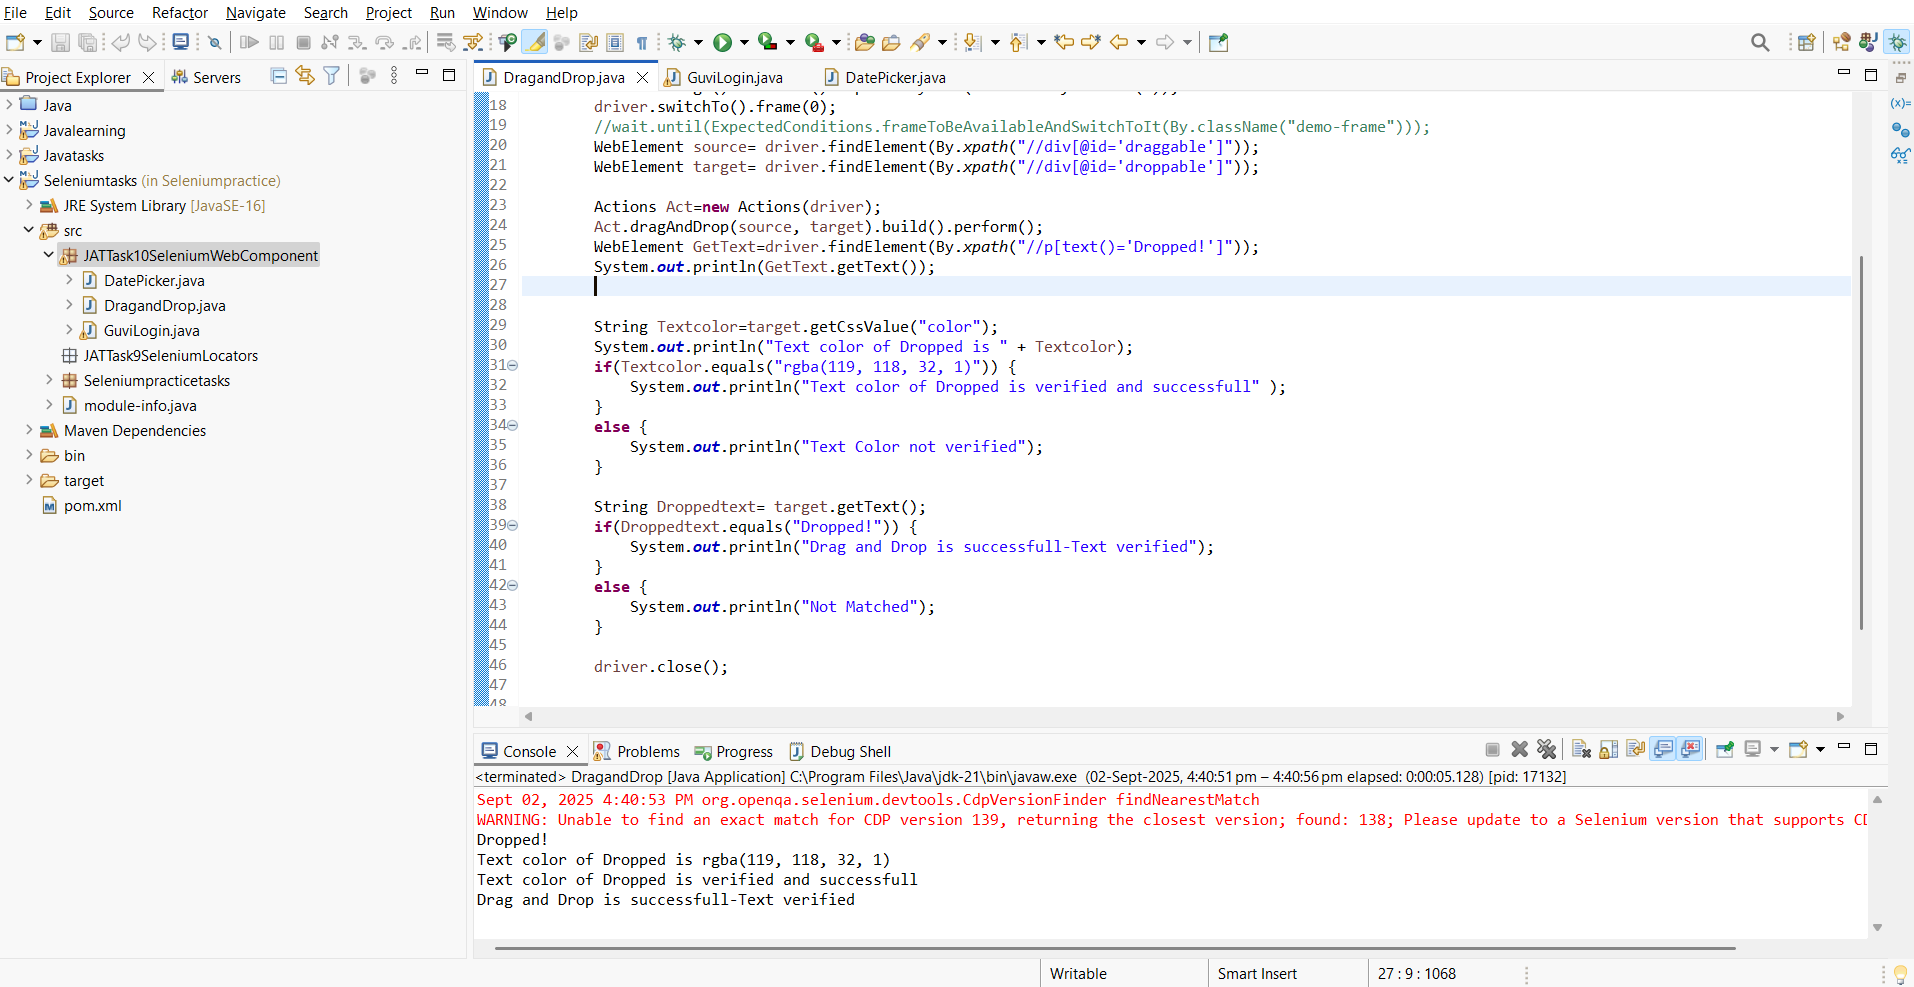 File Edit Source Refactor Navigate Search Project Run Window Help
Project Explorer Servers
Java
Javalearning
Javatasks
Seleniumtasks (in Seleniumpractice)
JRE System Library [JavaSE-16]
src
JATTask10SeleniumWebComponent
DatePicker.java
DragandDrop.java
GuviLogin.java
JATTask9SeleniumLocators
Seleniumpracticetasks
module-info.java
Maven Dependencies
bin
target
pom.xml
DragandDrop.java GuviLogin.java DatePicker.java
18 driver.switchTo().frame(0);
19 //wait.until(ExpectedConditions.frameToBeAvailableAndSwitchToIt(By.className("demo-frame")));
20 WebElement source= driver.findElement(By.xpath("//div[@id='draggable']"));
21 WebElement target= driver.findElement(By.xpath("//div[@id='droppable']"));
22
23 Actions Act=new Actions(driver);
24 Act.dragAndDrop(source, target).build().perform();
25 WebElement GetText=driver.findElement(By.xpath("//p[text()='Dropped!']"));
26 System.out.println(GetText.getText());
27
28
29 String Textcolor=target.getCssValue("color");
30 System.out.println("Text color of Dropped is " + Textcolor);
31 if(Textcolor.equals("rgba(119, 118, 32, 1)")) {
32 System.out.println("Text color of Dropped is verified and successfull" );
33 }
34 else {
35 System.out.println("Text Color not verified");
36 }
37
38 String Droppedtext= target.getText();
39 if(Droppedtext.equals("Dropped!")) {
40 System.out.println("Drag and Drop is successfull-Text verified");
41 }
42 else {
43 System.out.println("Not Matched");
44 }
45
46 driver.close();
47
48
Console Problems Progress Debug Shell
<terminated> DragandDrop [Java Application] C:\Program Files\Java\jdk-21\bin\javaw.exe (02-Sept-2025, 4:40:51 pm – 4:40:56 pm elapsed: 0:00:05.128) [pid: 17132]
Sept 02, 2025 4:40:53 PM org.openqa.selenium.devtools.CdpVersionFinder findNearestMatch
WARNING: Unable to find an exact match for CDP version 139, returning the closest version; found: 138; Please update to a Selenium version that supports
Dropped!
Text color of Dropped is rgba(119, 118, 32, 1)
Text color of Dropped is verified and successfull
Drag and Drop is successfull-Text verified
Writable Smart Insert 27 : 9 : 1068